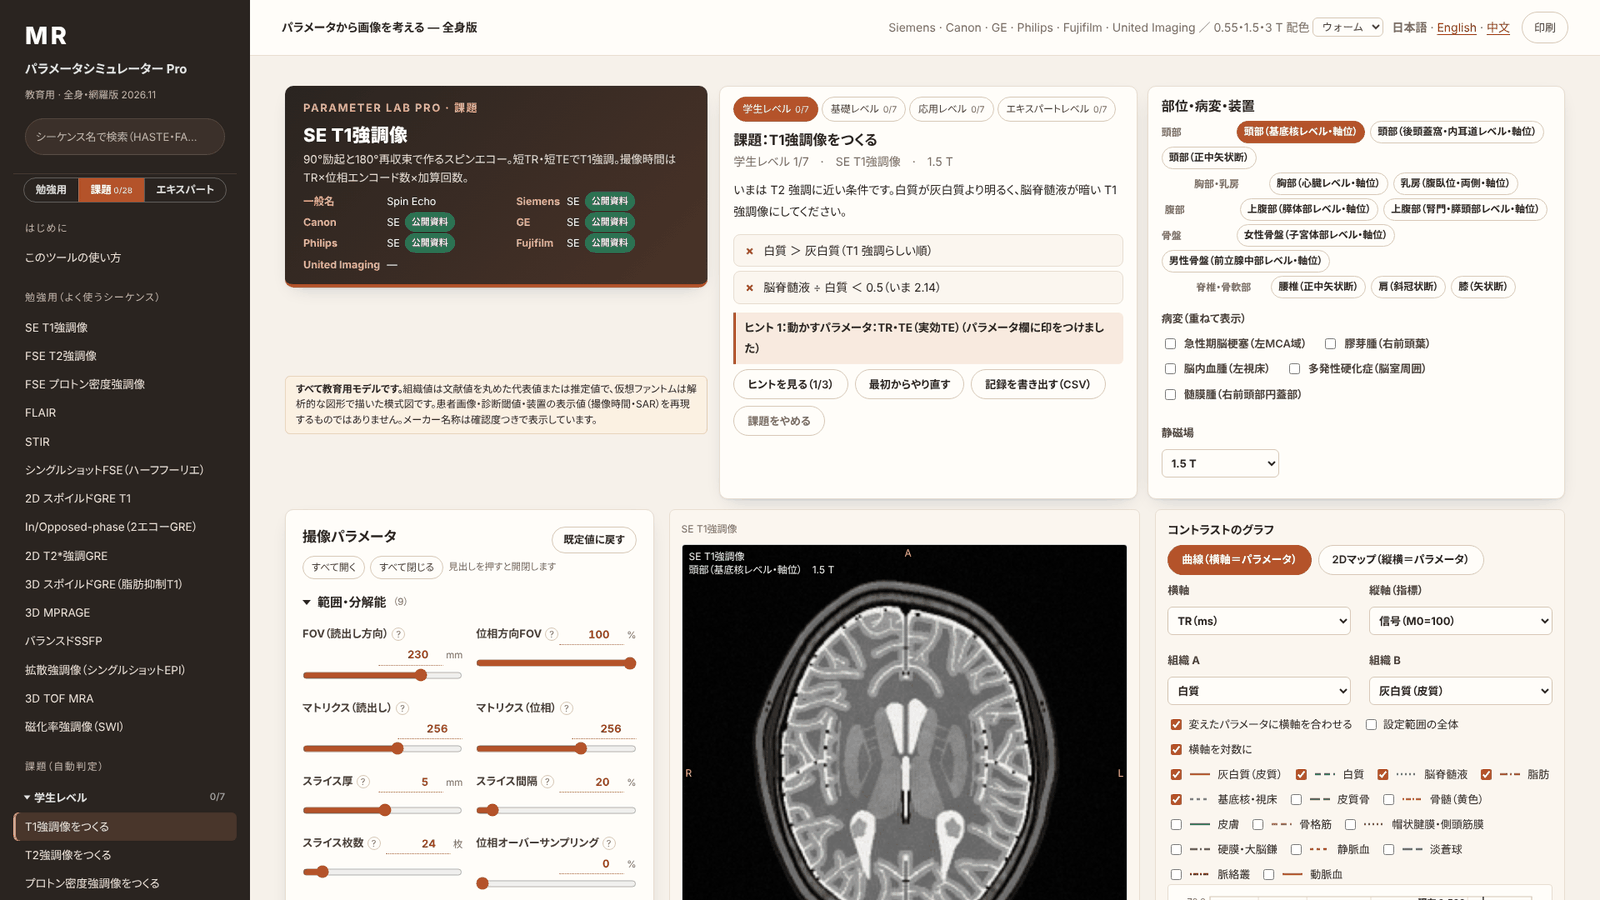 MR
パラメータシミュレーター Pro
教育用・全身・網羅版 2026.11
シーケンス名で検索（HASTE・FA…
勉強用
課題 0/28
エキスパート
はじめに
このツールの使い方
勉強用（よく使うシーケンス）
SE T1強調像
FSE T2強調像
FSE プロトン密度強調像
FLAIR
STIR
シングルショットFSE（ハーフフーリエ）
2D スポイルドGRE T1
In/Opposed-phase（2エコーGRE）
2D T2*強調GRE
3D スポイルドGRE（脂肪抑制T1）
3D MPRAGE
バランスドSSFP
拡散強調像（シングルショットEPI）
3D TOF MRA
磁化率強調像（SWI）
課題（自動判定）
学生レベル 0/7
T1強調像をつくる
T2強調像をつくる
プロトン密度強調像をつくる
パラメータから画像を考える — 全身版
Siemens · Canon · GE · Philips · Fujifilm · United Imaging ／ 0.55・1.5・3 T 配色 ウォーム 日本語 · English · 中文 印刷
PARAMETER LAB PRO · 課題
SE T1強調像
90°励起と180°再収束で作るスピンエコー。短TR・短TEでT1強調。撮像時間は
TR×位相エンコード数×加算回数。
一般名 Spin Echo Siemens SE 公開資料
Canon SE 公開資料 GE SE 公開資料
Philips SE 公開資料 Fujifilm SE 公開資料
United Imaging —
すべて教育用モデルです。組織値は文献値を丸めた代表値または推定値で、仮想ファントムは解
析的な図形で描いた模式図です。患者画像・診断閾値・装置の表示値（撮像時間・SAR）を再現
するものではありません。メーカー名称は確認度つきで表示しています。
学生レベル 0/7 基礎レベル 0/7 応用レベル 0/7 エキスパートレベル 0/7
課題：T1強調像をつくる
学生レベル 1/7 · SE T1強調像 · 1.5 T
いまは T2 強調に近い条件です。白質が灰白質より明るく、脳脊髄液が暗い T1
強調像にしてください。
× 白質 ＞ 灰白質（T1 強調らしい順）
× 脳脊髄液 ÷ 白質 ＜ 0.5（いま 2.14）
ヒント 1：動かすパラメータ：TR・TE（実効TE）（パラメータ欄に印をつけまし
た）
ヒントを見る（1/3） 最初からやり直す 記録を書き出す（CSV）
課題をやめる
部位・病変・装置
頭部 頭部（基底核レベル・軸位） 頭部（後頭蓋窩・内耳道レベル・軸位）
頭部（正中矢状断）
胸部・乳房 胸部（心臓レベル・軸位） 乳房（腹臥位・両側・軸位）
腹部 上腹部（膵体部レベル・軸位） 上腹部（腎門・膵頭部レベル・軸位）
骨盤 女性骨盤（子宮体部レベル・軸位）
男性骨盤（前立腺中部レベル・軸位）
脊椎・骨軟部 腰椎（正中矢状断） 肩（斜冠状断） 膝（矢状断）
病変（重ねて表示）
急性期脳梗塞（左MCA域） 膠芽腫（右前頭葉）
脳内血腫（左視床） 多発性硬化症（脳室周囲）
髄膜腫（右前頭部円蓋部）
静磁場
1.5 T
撮像パラメータ 既定値に戻す
すべて開く すべて閉じる 見出しを押すと開閉します
範囲・分解能 （9）
FOV（読出し方向） ? 位相方向FOV ? 100 %
230 mm
マトリクス（読出し） ? マトリクス（位相） ?
256 256
スライス厚 ? 5 mm スライス間隔 ? 20 %
スライス枚数 ? 24 枚 位相オーバーサンプリング ?
0 %
SE T1強調像
SE T1強調像
頭部（基底核レベル・軸位） 1.5 T
A
R
L
コントラストのグラフ
曲線（横軸＝パラメータ） 2Dマップ（縦横＝パラメータ）
横軸 縦軸（指標）
TR（ms） 信号（M0=100）
組織 A 組織 B
白質 灰白質（皮質）
変えたパラメータに横軸を合わせる 設定範囲の全体
横軸を対数に
灰白質（皮質） 白質 脳脊髄液 脂肪
基底核・視床 皮質骨 骨髄（黄色）
皮膚 骨格筋 帽状腱膜・側頭筋膜
硬膜・大脳鎌 静脈血 淡蒼球
脈絡叢 動脈血